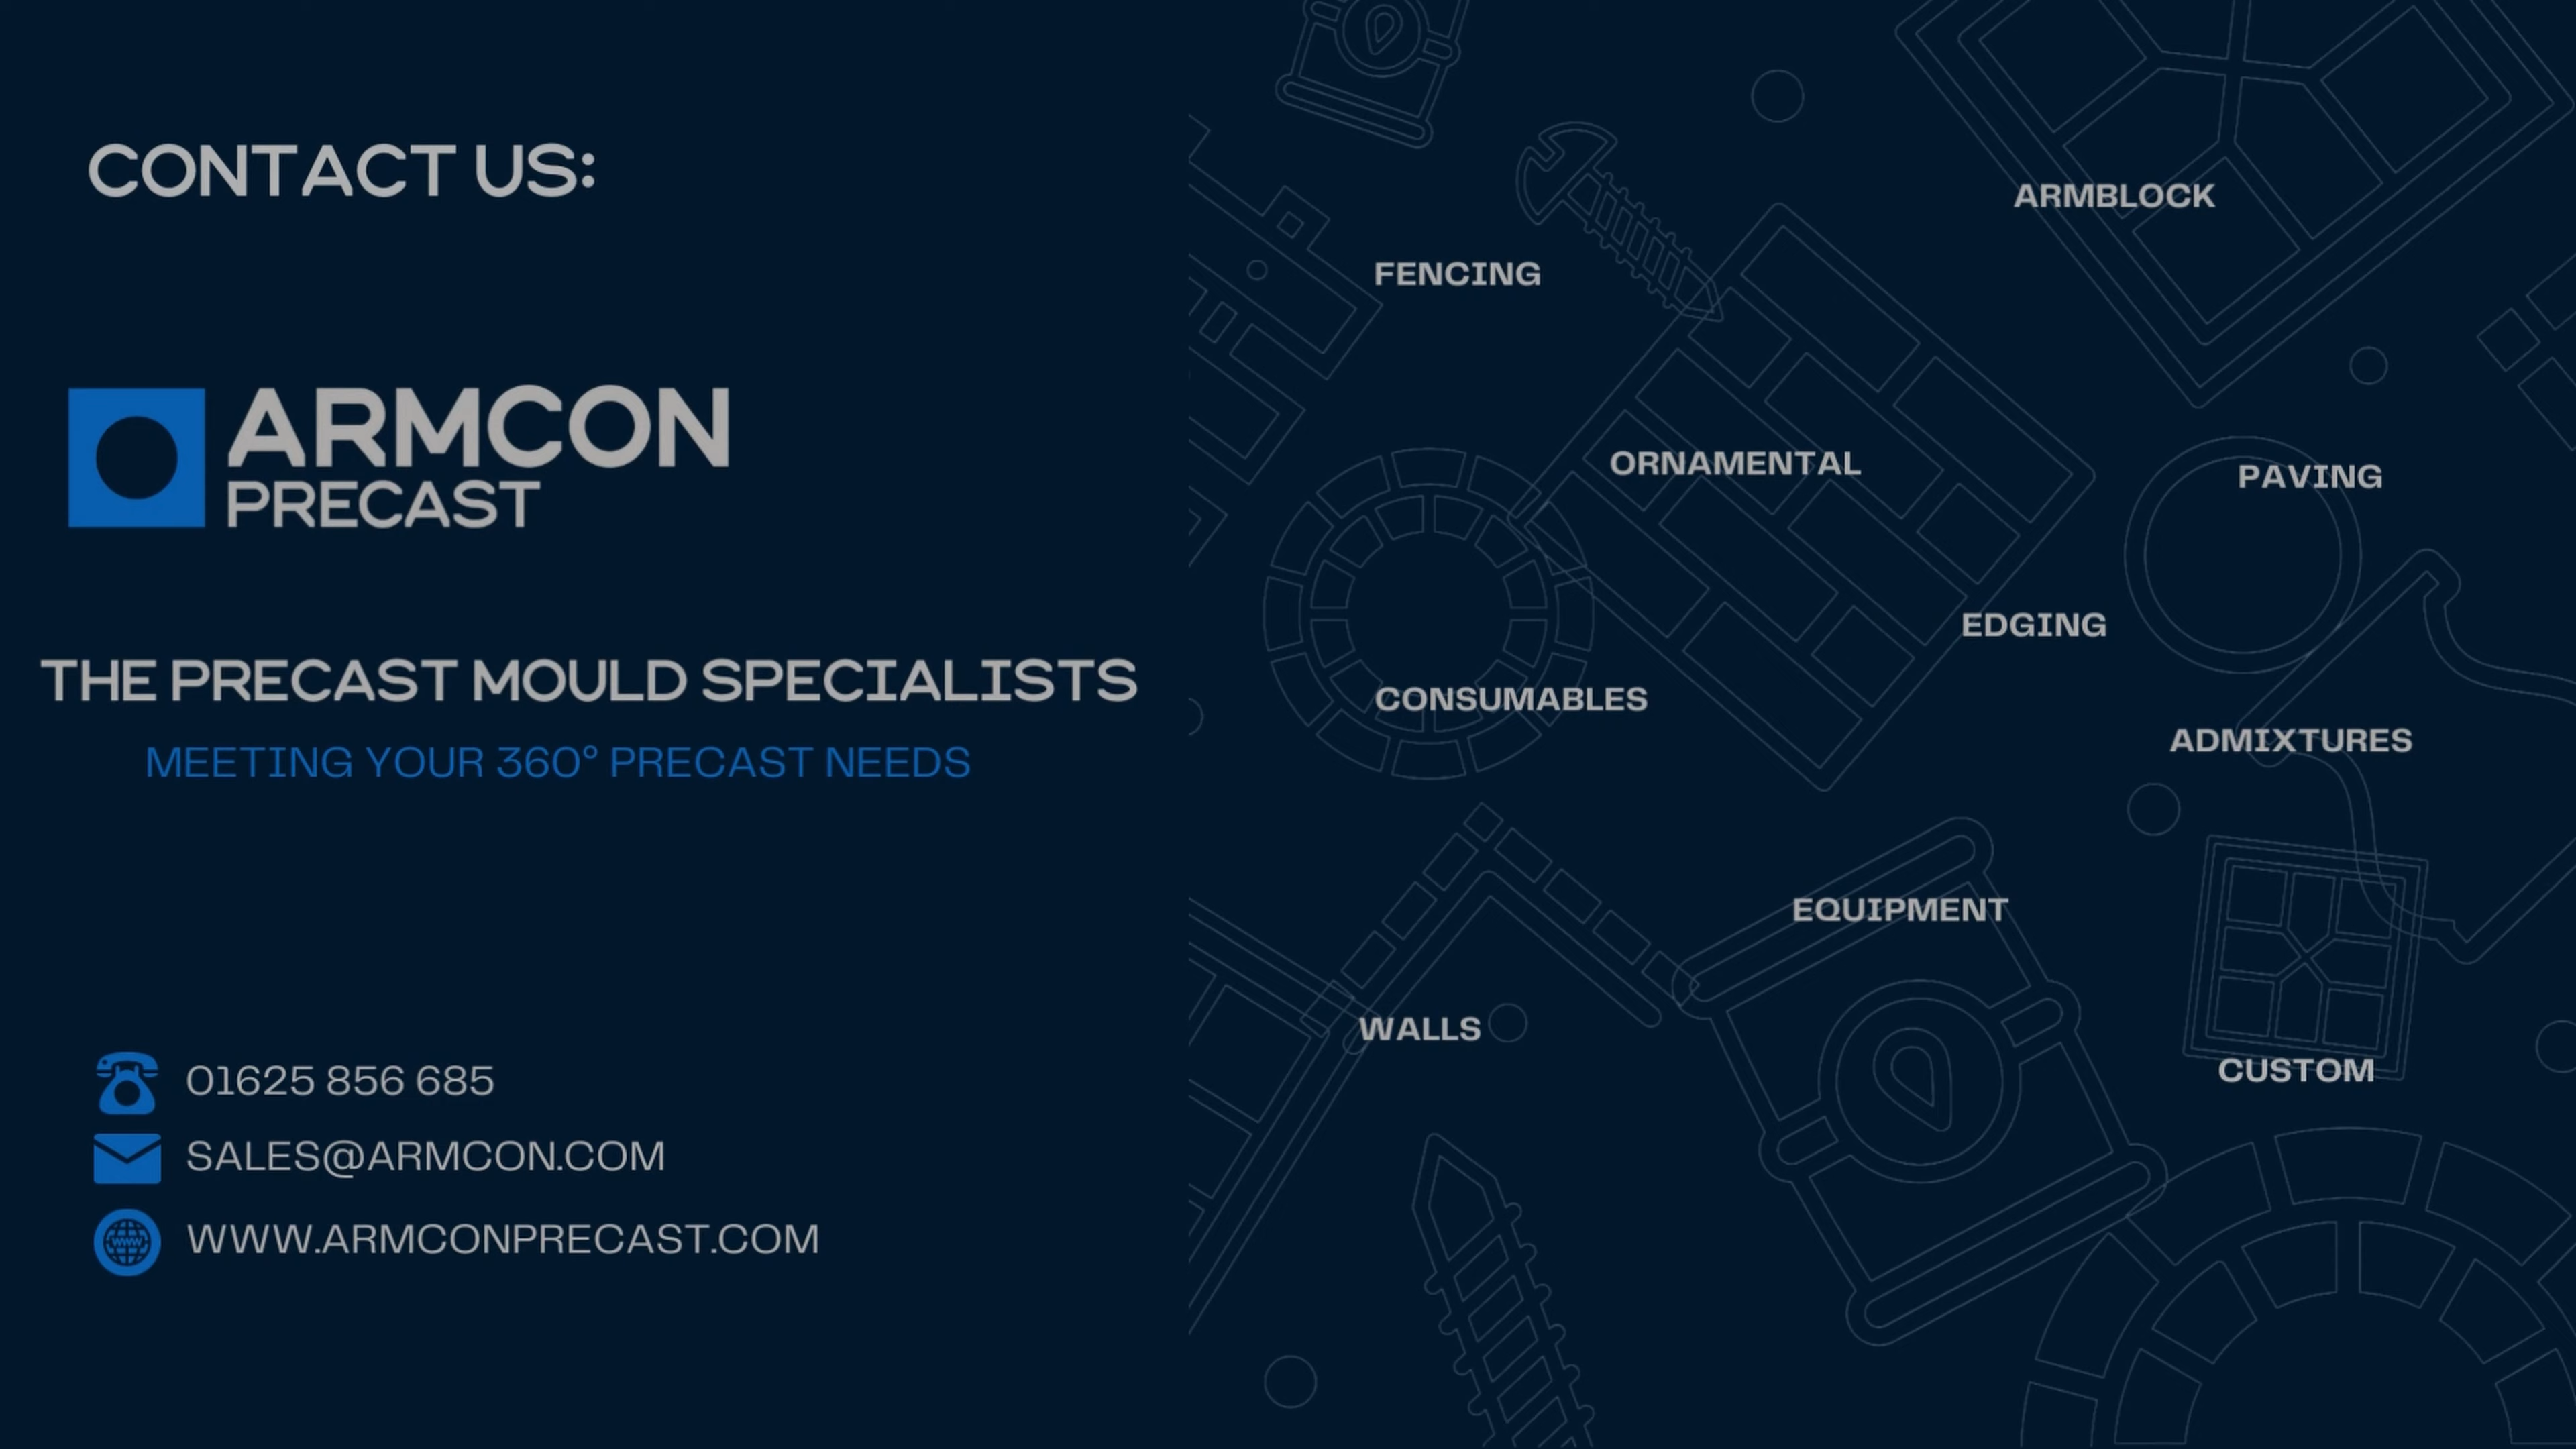 CONTACT US:
ARMCON
PRECAST
THE PRECAST MOULD SPECIALISTS
MEETING YOUR 360° PRECAST NEEDS
01625 856 685
SALES@ARMCON.COM
WWW
WWW.ARMCONPRECAST.COM
ARMBLOCK
FENCING
ORNAMENTAL
PAVING
EDGING
CONSUMABLES
ADMIXTURES
EQUIPMENT
WALLS
CUSTOM